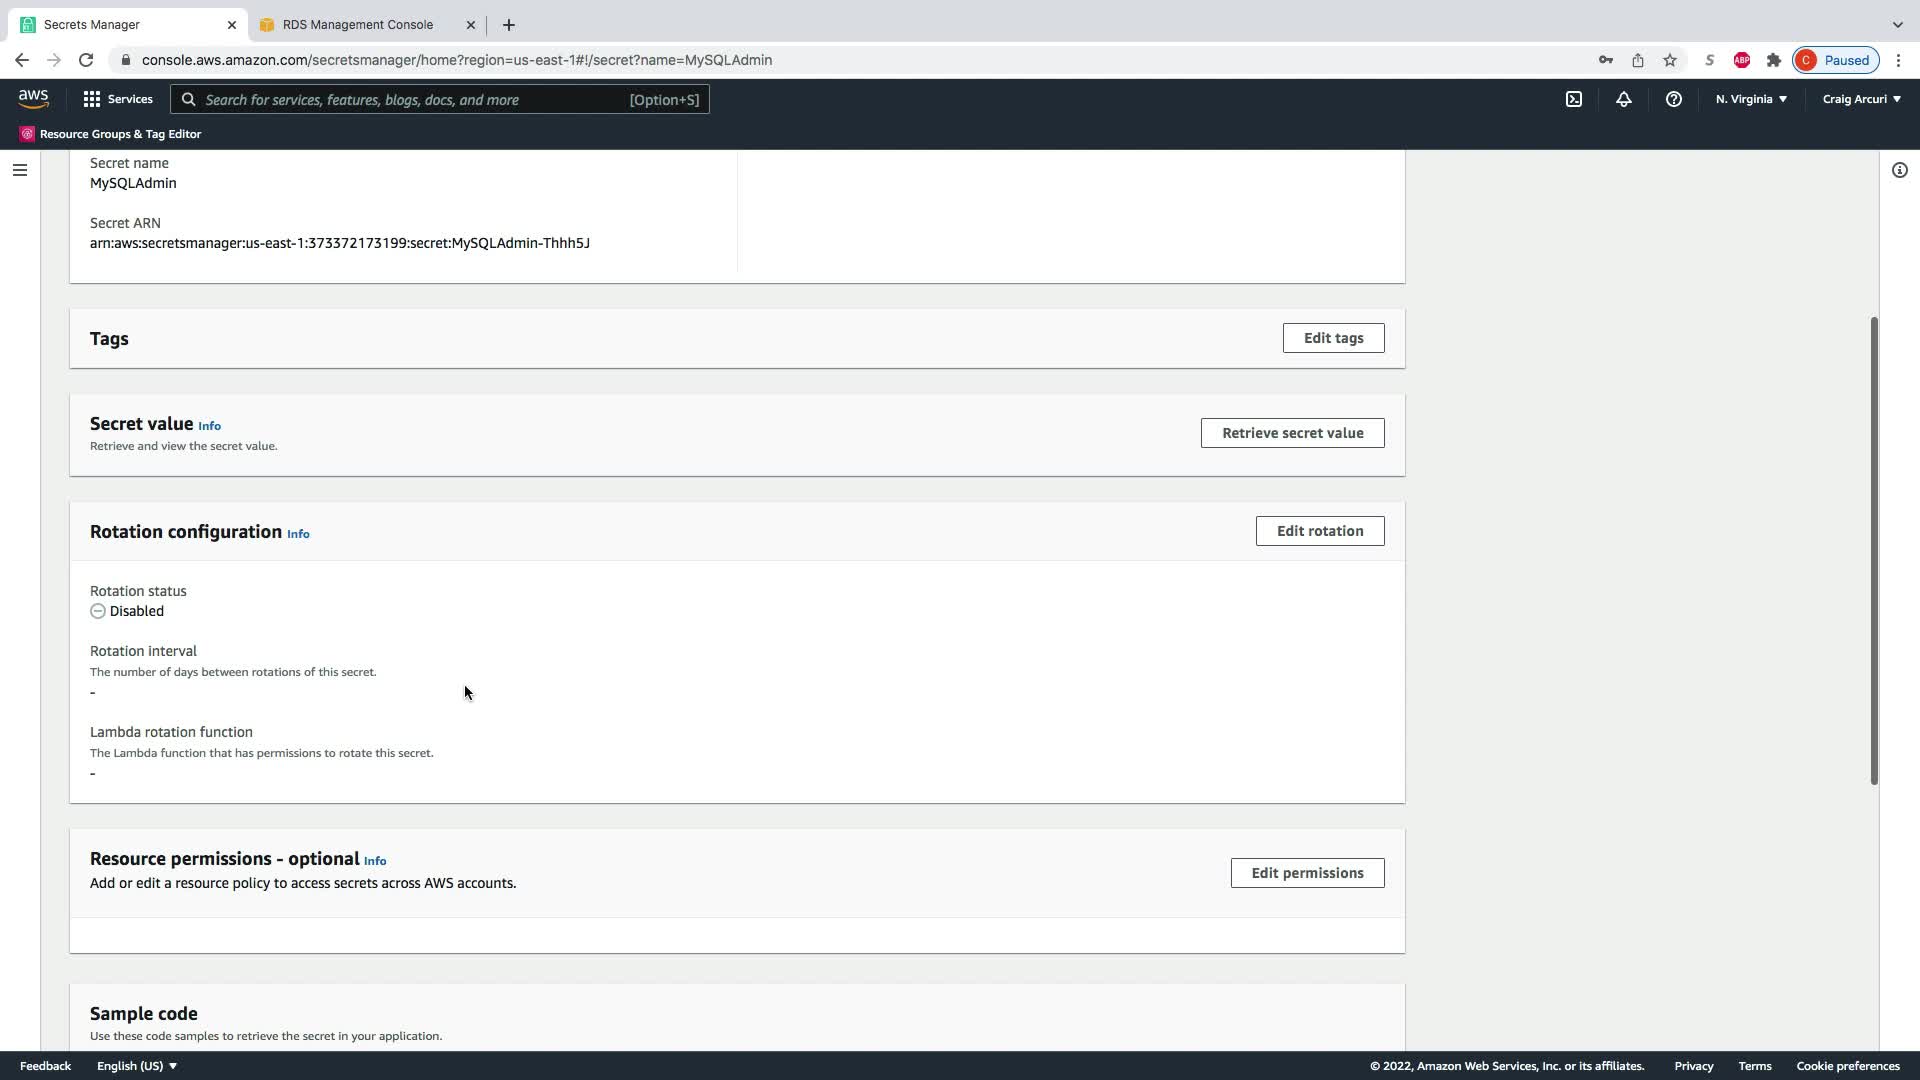 Secrets Manager
RDS Management Console
console.aws.amazon.com/secretsmanager/home?region=us-east-1#!/secret?name=MySQLAdmin
S
ABP
C
Paused
aws
Services
Search for services, features, blogs, docs, and more
[Option+S]
N. Virginia
Craig Arcuri
Resource Groups & Tag Editor
Secret name
MySQLAdmin
Secret ARN
arn:aws:secretsmanager:us-east-1:373372173199:secret:MySQLAdmin-Thhh5J
Tags
Edit tags
Secret value Info
Retrieve and view the secret value.
Retrieve secret value
Rotation configuration Info
Edit rotation
Rotation status
Disabled
Rotation interval
The number of days between rotations of this secret.
-
Lambda rotation function
The Lambda function that has permissions to rotate this secret.
-
Resource permissions - optional Info
Add or edit a resource policy to access secrets across AWS accounts.
Edit permissions
Sample code
Use these code samples to retrieve the secret in your application.
Feedback
English (US)
© 2022, Amazon Web Services, Inc. or its affiliates.
Privacy
Terms
Cookie preferences